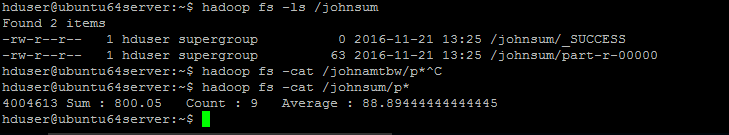 hduser@ubuntu64server:~$ hadoop fs -ls /johnsum
Found 2 items
-rw-r--r--   1 hduser supergroup          0 2016-11-21 13:25 /johnsum/_SUCCESS
-rw-r--r--   1 hduser supergroup         63 2016-11-21 13:25 /johnsum/part-r-00000
hduser@ubuntu64server:~$ hadoop fs -cat /johnamtbw/p*^C
hduser@ubuntu64server:~$ hadoop fs -cat /johnsum/p*
4004613 Sum : 800.05   Count : 9   Average : 88.89444444444445
hduser@ubuntu64server:~$